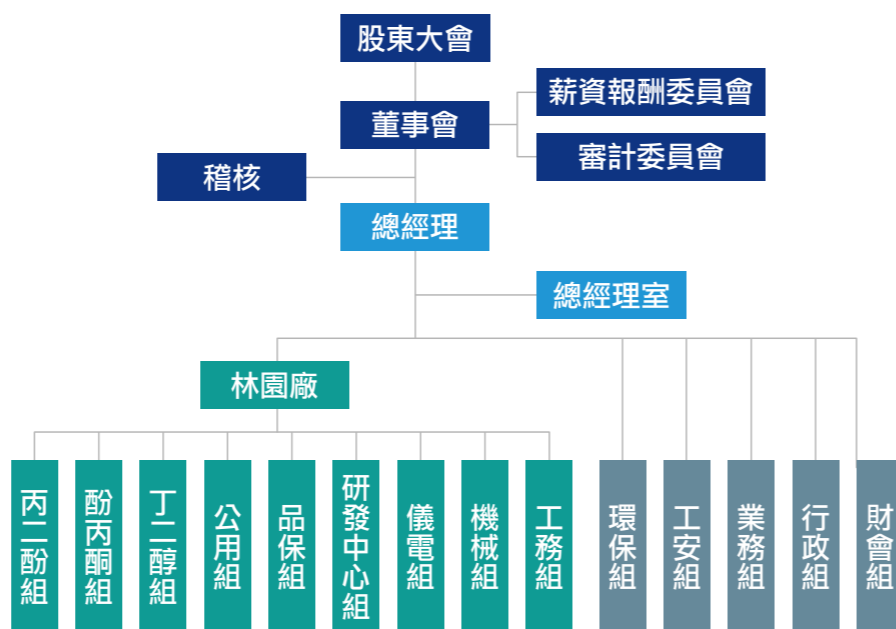 股東大會
董事會
薪資報酬委員會
審計委員會
稽核
總經理
總經理室
林園廠
丙二酚組
酚丙酮組
丁二醇組
公用組
品保組
研發中心組
儀電組
機械組
工務組
環保組
工安組
業務組
行政組
財會組